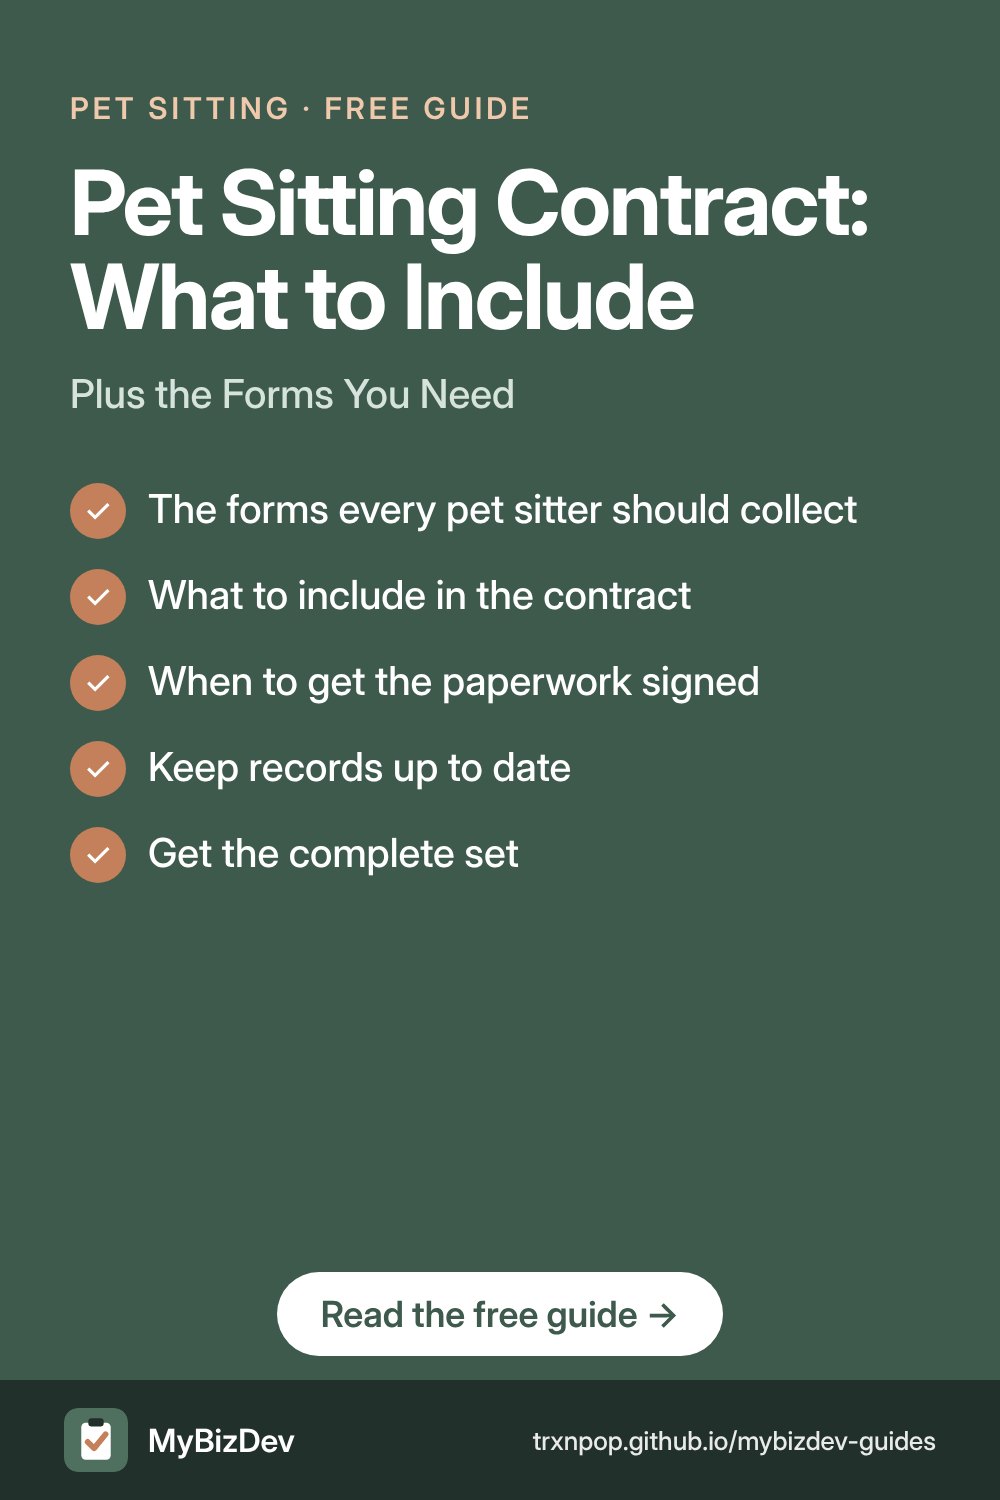 PET SITTING · FREE GUIDE
Pet Sitting Contract:
What to Include
Plus the Forms You Need
The forms every pet sitter should collect
What to include in the contract
When to get the paperwork signed
Keep records up to date
Get the complete set
Read the free guide →
MyBizDev
trxnpop.github.io/mybizdev-guides